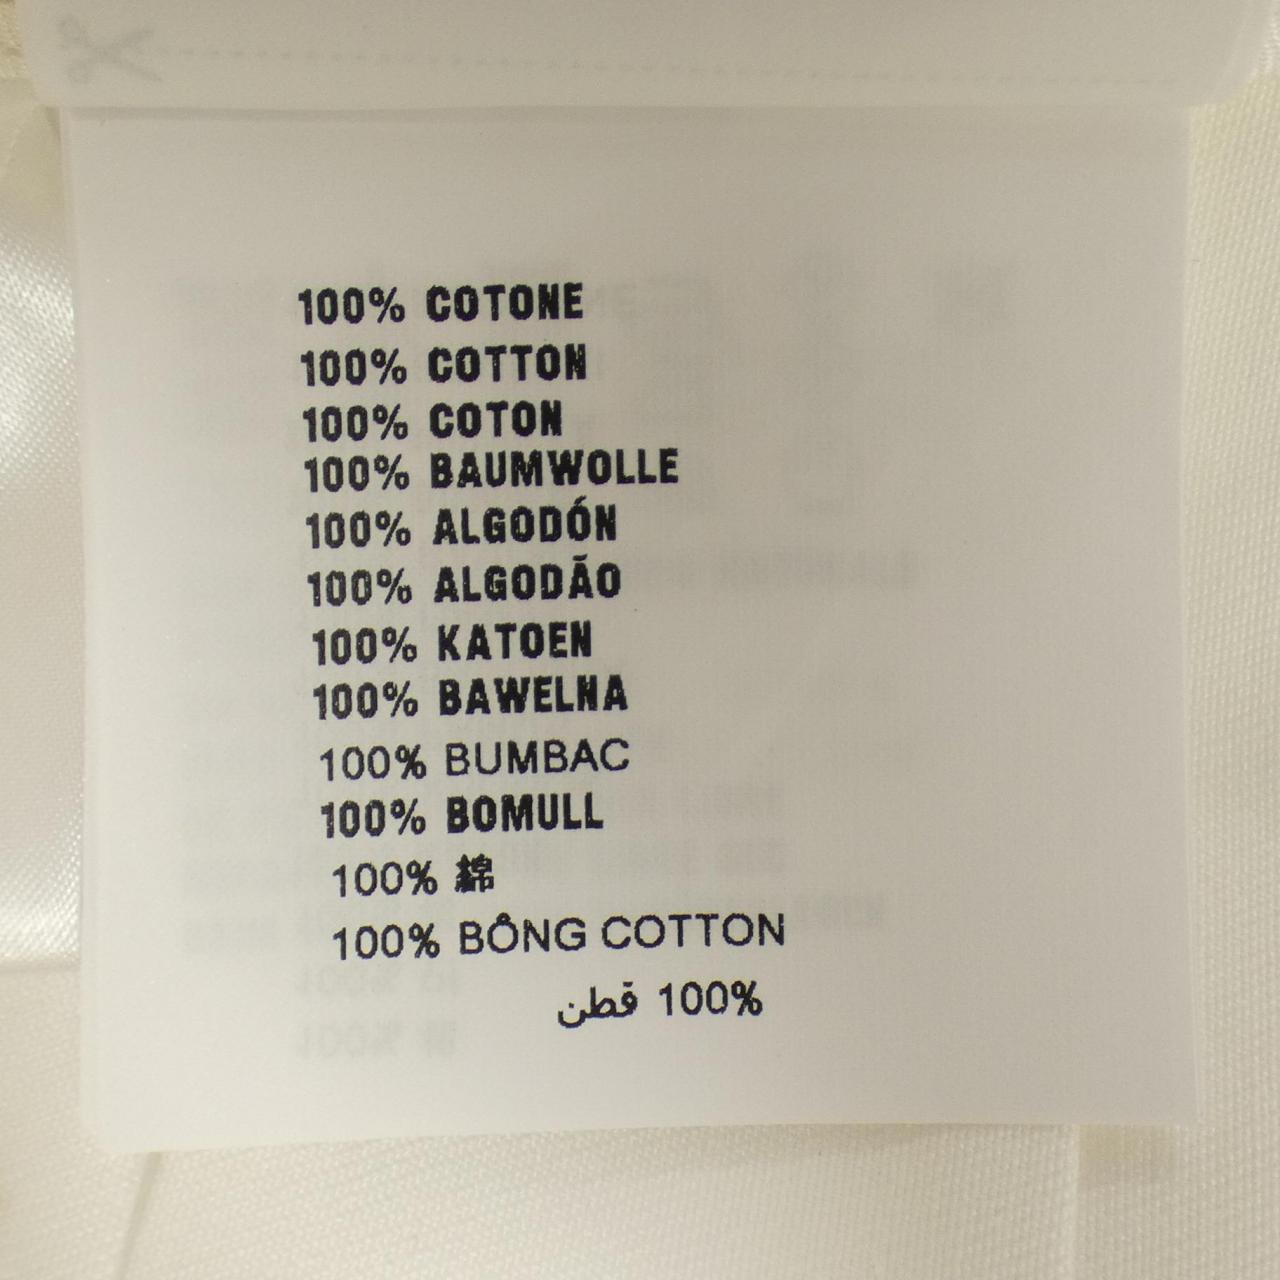 100% COTONE
100% COTTON
100% COTON
100% BAUMWOLLE
100% ALGODÓN
100% ALGODÃO
100% KATOEN
100% BAWELNA
100% BUMBAC
100% BOMULL
100% 綿
100% BÔNG COTTON
100% قطن